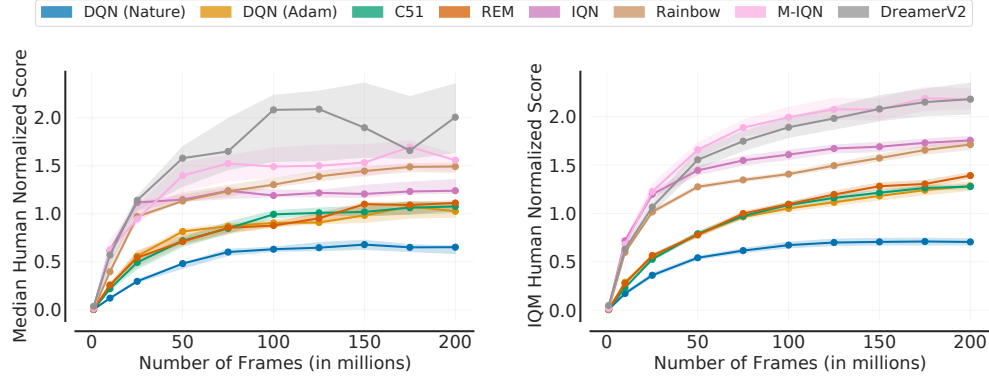 DQN (Nature) DQN (Adam) C51 REM IQN Rainbow M-IQN DreamerV2
Median Human Normalized Score
2.0
1.5
1.0
0.5
0.0
0 50 100 150 200
Number of Frames (in millions)
IQM Human Normalized Score
2.0
1.5
1.0
0.5
0.0
0 50 100 150 200
Number of Frames (in millions)